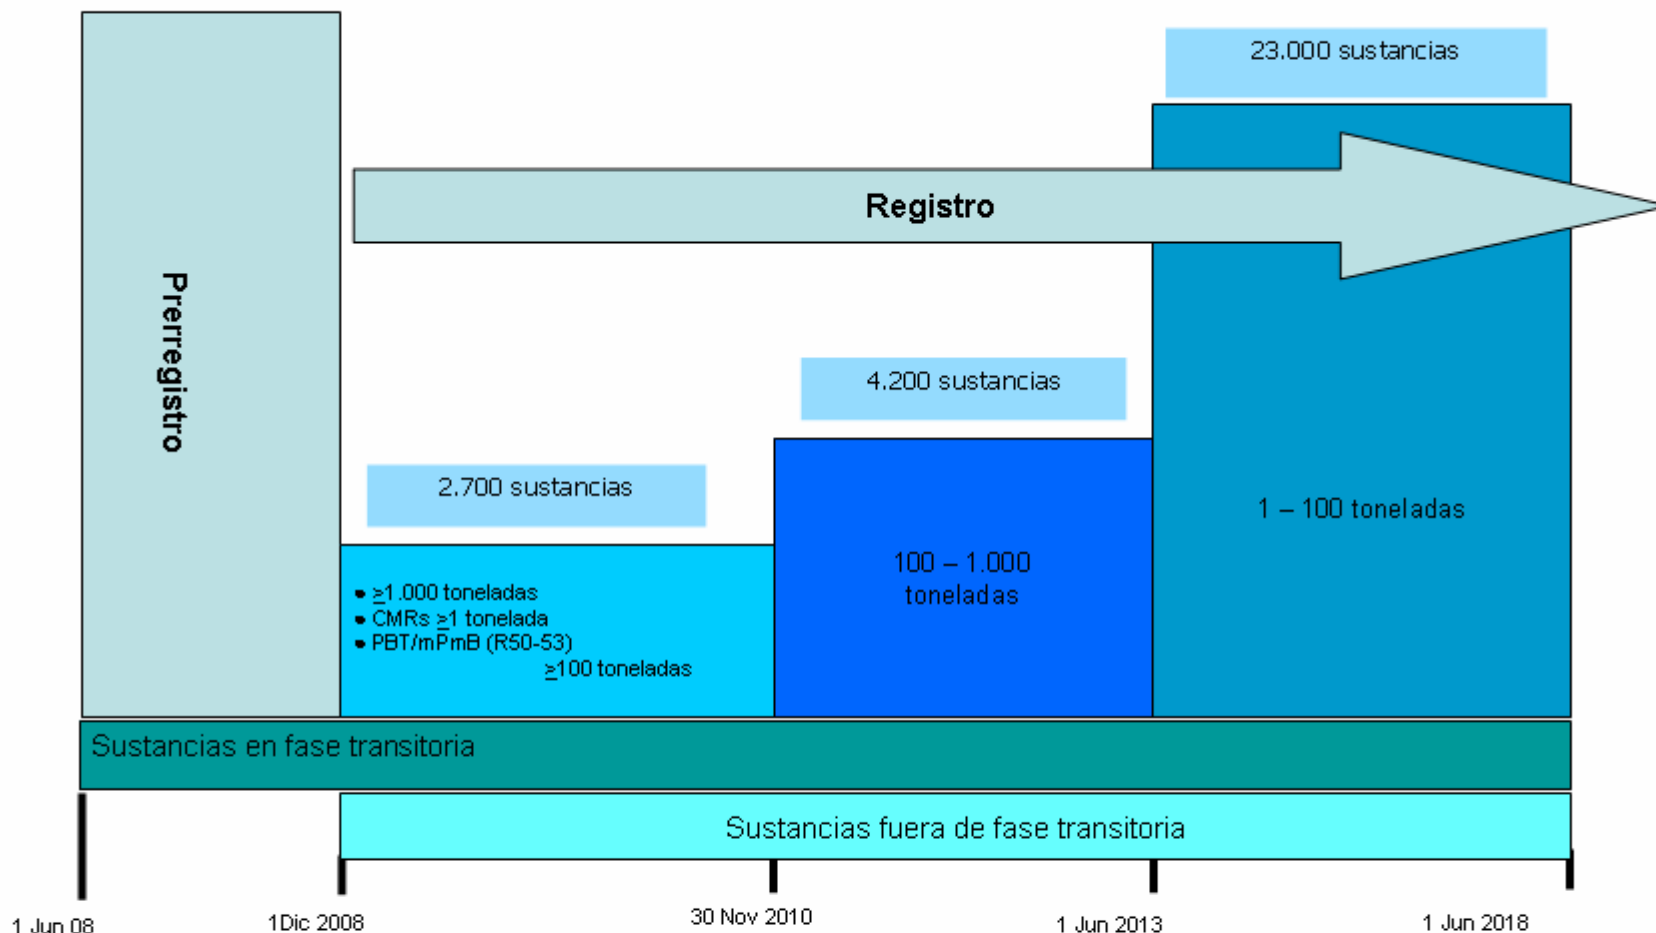 23.000 sustancias
Registro
Prerregistro
4.200 sustancias
2.700 sustancias
1 – 100 toneladas
100 – 1.000
toneladas
• ≥1.000 toneladas
• CMRs ≥1 tonelada
• PBT/mPmB (R50-53)
≥100 toneladas
Sustancias en fase transitoria
Sustancias fuera de fase transitoria
1 Jun 08
1Dic 2008
30 Nov 2010
1 Jun 2013
1 Jun 2018